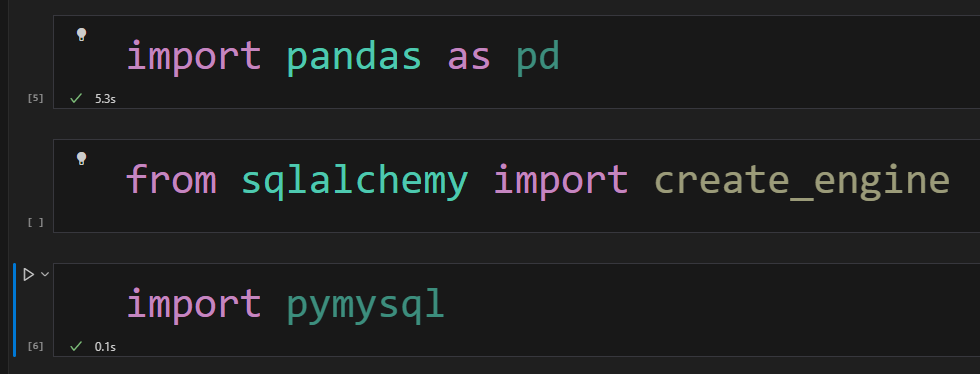 import pandas as pd
[5]
5.3s
from sqlalchemy import create_engine
[ ]
import pymysql
[6]
0.1s